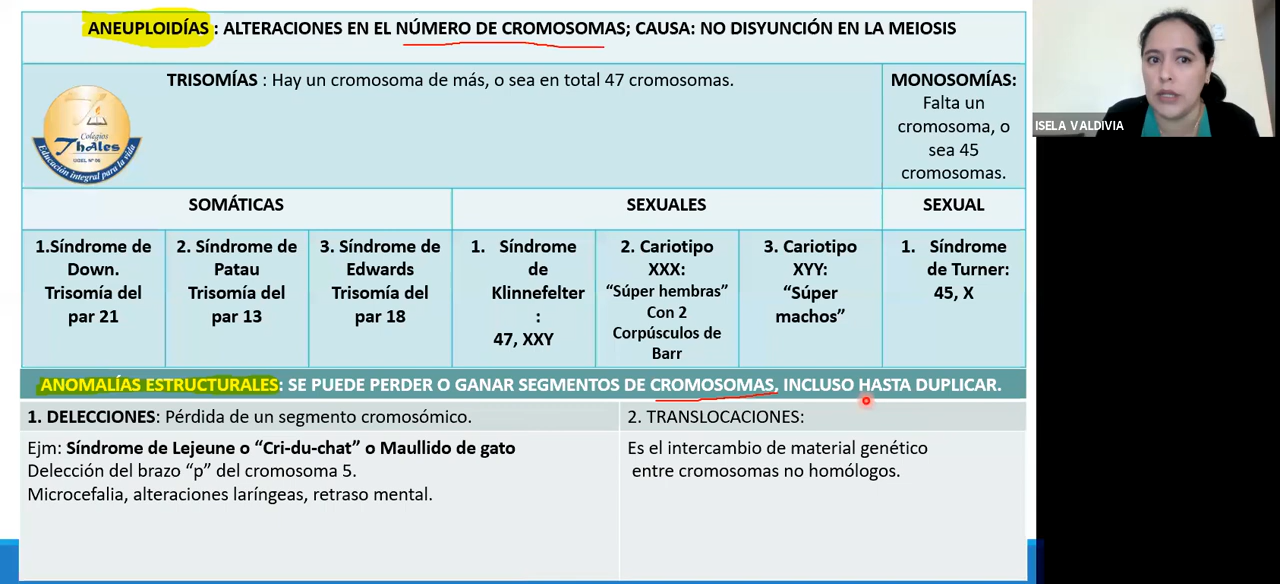 ANEUPLOIDÍAS : ALTERACIONES EN EL NÚMERO DE CROMOSOMAS; CAUSA: NO DISYUNCIÓN EN LA MEIOSIS
TRISOMÍAS : Hay un cromosoma de más, o sea en total 47 cromosomas.
MONOSOMÍAS:
Falta un
cromosoma, o
sea 45
cromosomas.
Colegios
Thales
Educación integral para la vida
SOMÁTICAS
SEXUALES
SEXUAL
1.Síndrome de
Down.
Trisomía del
par 21
2. Síndrome de
Patau
Trisomía del
par 13
3. Síndrome de
Edwards
Trisomía del
par 18
1. Síndrome
de
Klinnefelter
:
47, XXY
2. Cariotipo
XXX:
“Súper hembras”
Con 2
Corpúsculos de
Barr
3. Cariotipo
XYY:
“Súper
machos”
1. Síndrome
de Turner:
45, X
ANOMALÍAS ESTRUCTURALES: SE PUEDE PERDER O GANAR SEGMENTOS DE CROMOSOMAS, INCLUSO HASTA DUPLICAR.
1. DELECCIONES: Pérdida de un segmento cromosómico.
Ejm: Síndrome de Lejeune o “Cri-du-chat” o Maullido de gato
Delección del brazo “p” del cromosoma 5.
Microcefalia, alteraciones laríngeas, retraso mental.
2. TRANSLOCACIONES:
Es el intercambio de material genético
entre cromosomas no homólogos.
ISELA VALDIVIA